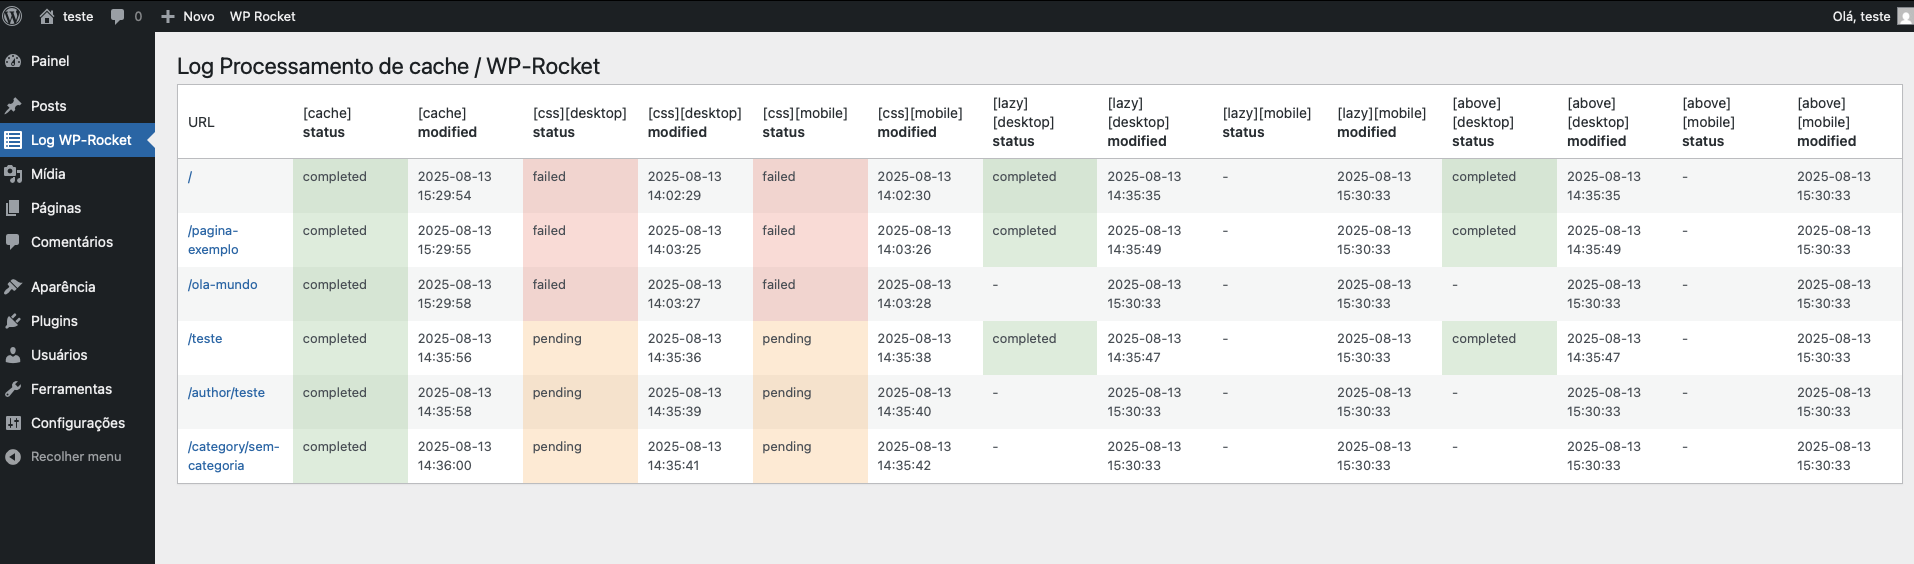 teste 0 Novo WP Rocket Olá, teste
Painel
Posts
Log WP-Rocket
Mídia
Páginas
Comentários
Aparência
Plugins
Usuários
Ferramentas
Configurações
Recolher menu
Log Processamento de cache / WP-Rocket
URL [cache] status [cache] modified [css][desktop] status [css][desktop] modified [css][mobile] status [css][mobile] modified [lazy][desktop] status [lazy][desktop] modified [lazy][mobile] status [lazy][mobile] modified [above][desktop] status [above][desktop] modified [above][mobile] status [above][mobile] modified
/ completed 2025-08-13 15:29:54 failed 2025-08-13 14:02:29 failed 2025-08-13 14:02:30 completed 2025-08-13 14:35:35 - 2025-08-13 15:30:33 completed 2025-08-13 14:35:35 - 2025-08-13 15:30:33
/pagina-exemplo completed 2025-08-13 15:29:55 failed 2025-08-13 14:03:25 failed 2025-08-13 14:03:26 completed 2025-08-13 14:35:49 - 2025-08-13 15:30:33 completed 2025-08-13 14:35:49 - 2025-08-13 15:30:33
/ola-mundo completed 2025-08-13 15:29:58 failed 2025-08-13 14:03:27 failed 2025-08-13 14:03:28 - 2025-08-13 15:30:33 - 2025-08-13 15:30:33 - 2025-08-13 15:30:33 - 2025-08-13 15:30:33
/teste completed 2025-08-13 14:35:56 pending 2025-08-13 14:35:36 pending 2025-08-13 14:35:38 completed 2025-08-13 14:35:47 - 2025-08-13 15:30:33 completed 2025-08-13 14:35:47 - 2025-08-13 15:30:33
/author/teste completed 2025-08-13 14:35:58 pending 2025-08-13 14:35:39 pending 2025-08-13 14:35:40 - 2025-08-13 15:30:33 - 2025-08-13 15:30:33 - 2025-08-13 15:30:33 - 2025-08-13 15:30:33
/category/sem-categoria completed 2025-08-13 14:36:00 pending 2025-08-13 14:35:41 pending 2025-08-13 14:35:42 - 2025-08-13 15:30:33 - 2025-08-13 15:30:33 - 2025-08-13 15:30:33 - 2025-08-13 15:30:33